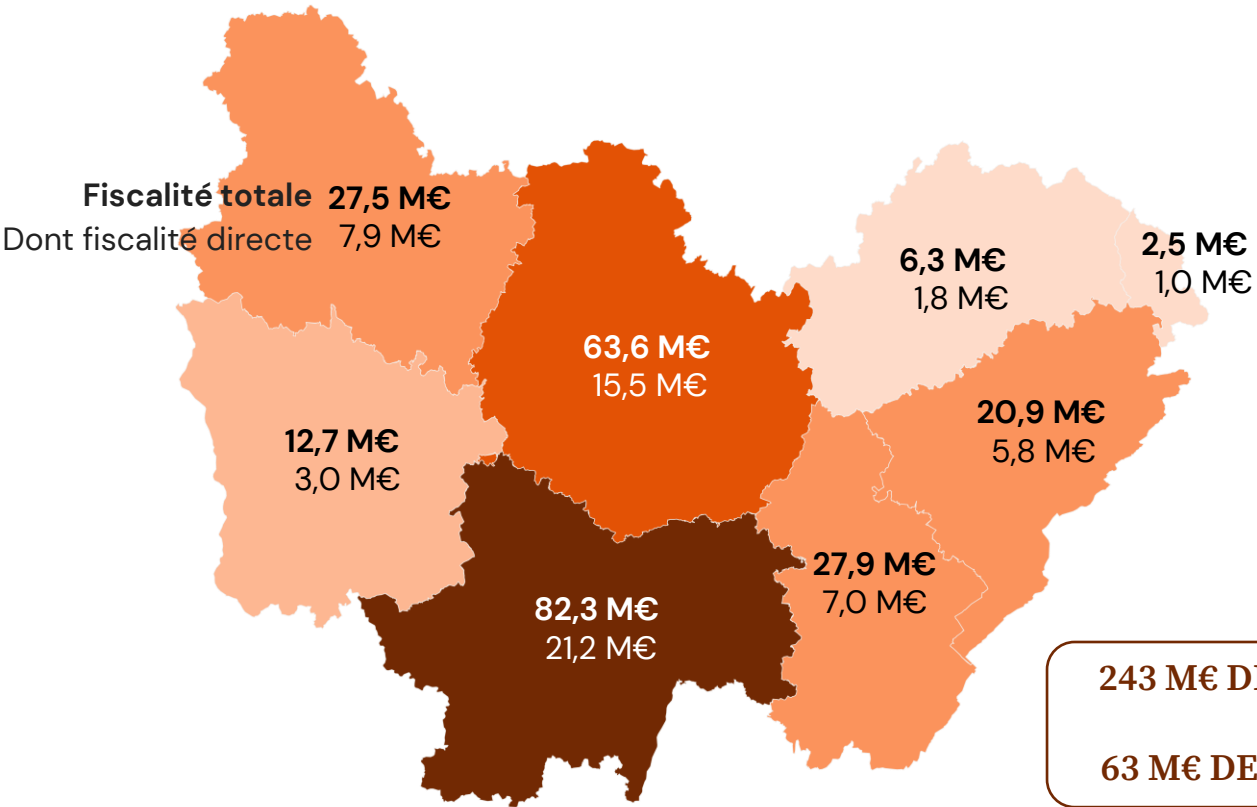 Fiscalité totale 27,5 M€
Dont fiscalité directe 7,9 M€
6,3 M€
1,8 M€
2,5 M€
1,0 M€
63,6 M€
15,5 M€
20,9 M€
5,8 M€
12,7 M€
3,0 M€
27,9 M€
7,0 M€
82,3 M€
21,2 M€
243 M€
63 M€ DE